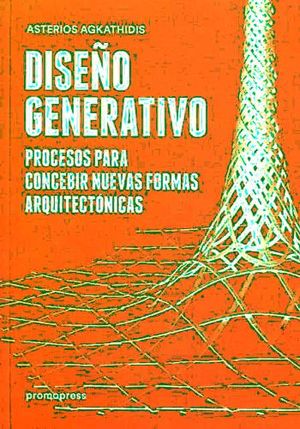 ASTERIOS AGKATHIDIS
DISEÑO
GENERATIVO
PROCESOS PARA
CONCEBIR NUEVAS FORMAS
ARQUITECTÓNICAS
promopress